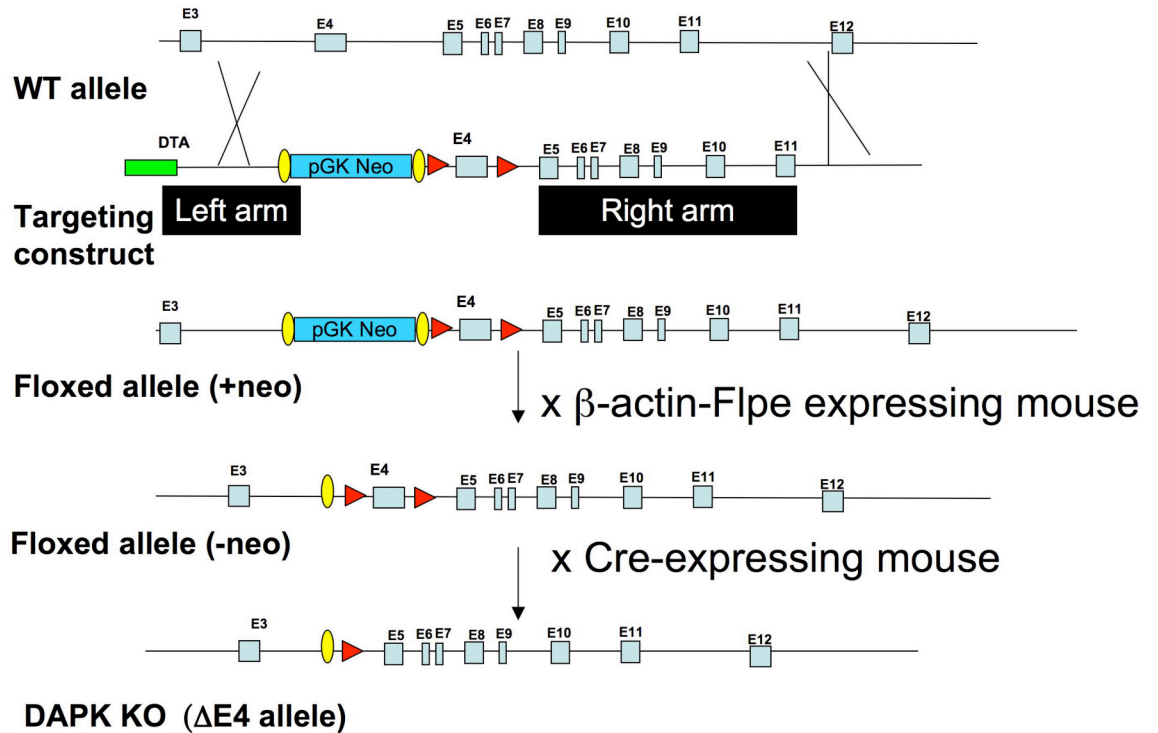 E3 E4 E5 E6 E7 E8 E9 E10 E11 E12
WT allele
DTA
pGK Neo
E4
E5 E6 E7 E8 E9 E10 E11
Left arm
Right arm
Targeting
construct
E3
pGK Neo
E4
E5 E6 E7 E8 E9 E10 E11 E12
Floxed allele (+neo)
x β-actin-Flpe expressing mouse
E3 E4 E5 E6 E7 E8 E9 E10 E11 E12
Floxed allele (-neo)
x Cre-expressing mouse
E3 E5 E6 E7 E8 E9 E10 E11 E12
DAPK KO (ΔE4 allele)